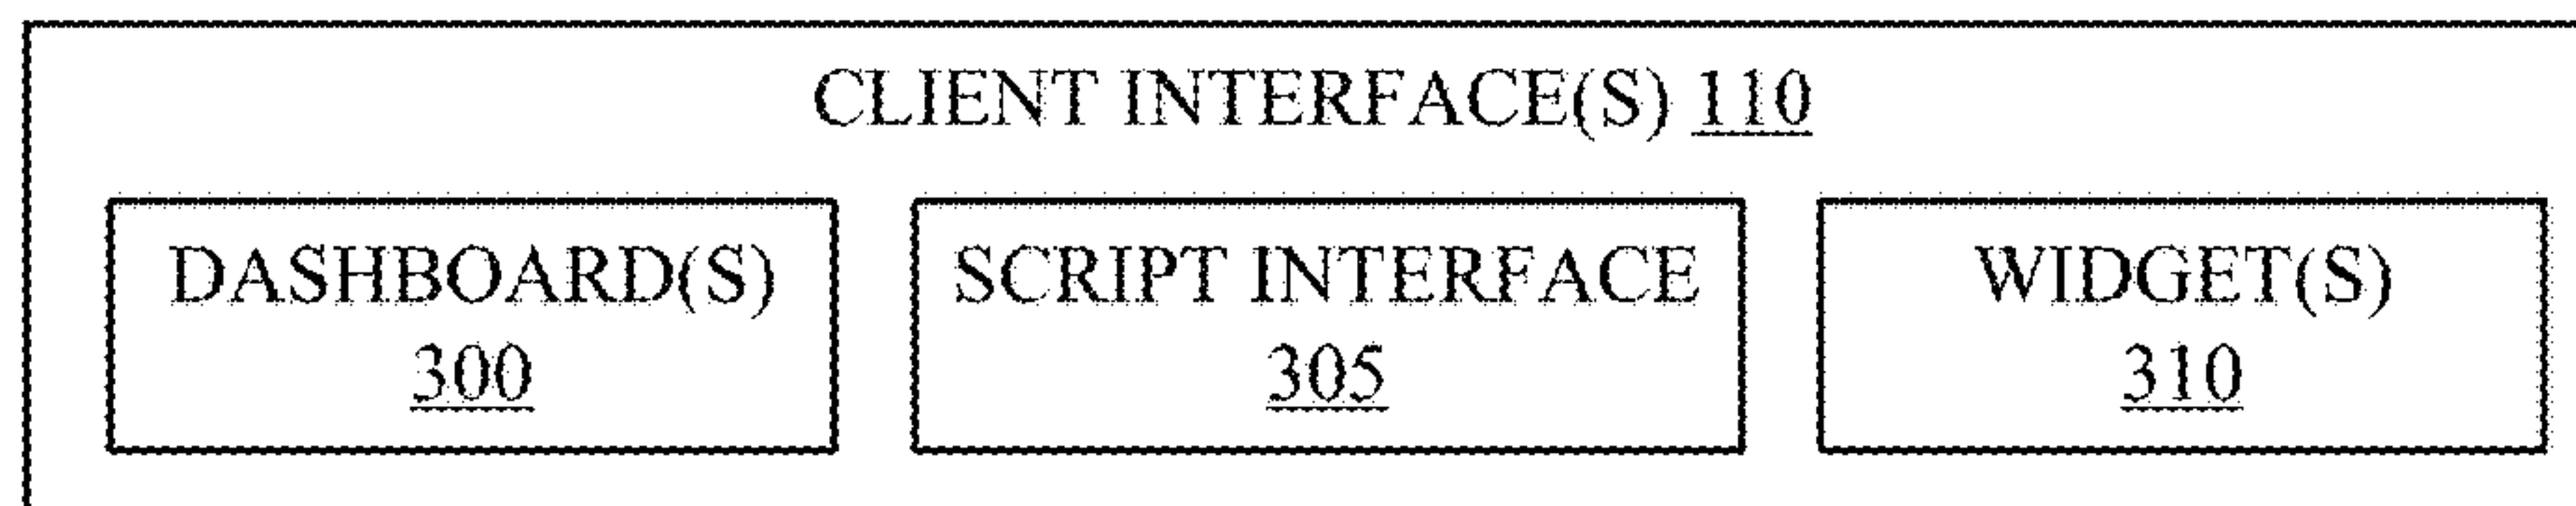 CLIENT INTERFACE(S) 110
DASHBOARD(S)
300
SCRIPT INTERFACE
305
WIDGET(S)
310